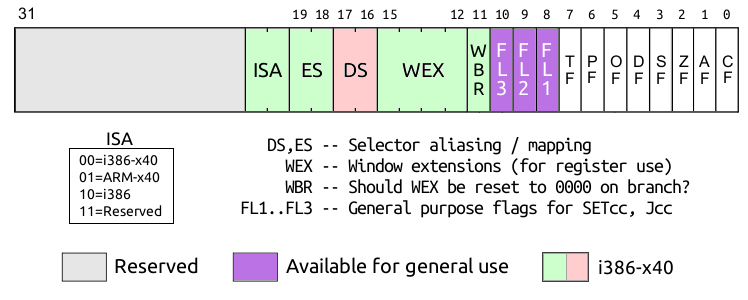 31 19 18 17 16 15 12 11 10 9 8 7 6 5 4 3 2 1 0
ISA ES DS WEX WBR FL3 FL2 FL1 TF PF OF DF SF ZF AF CF
ISA
00=i386-x40
01=ARM-x40
10=i386
11=Reserved
DS,ES -- Selector aliasing / mapping
WEX -- Window extensions (for register use)
WBR -- Should WEX be reset to 0000 on branch?
FL1..FL3 -- General purpose flags for SETcc, Jcc
Reserved Available for general use i386-x40